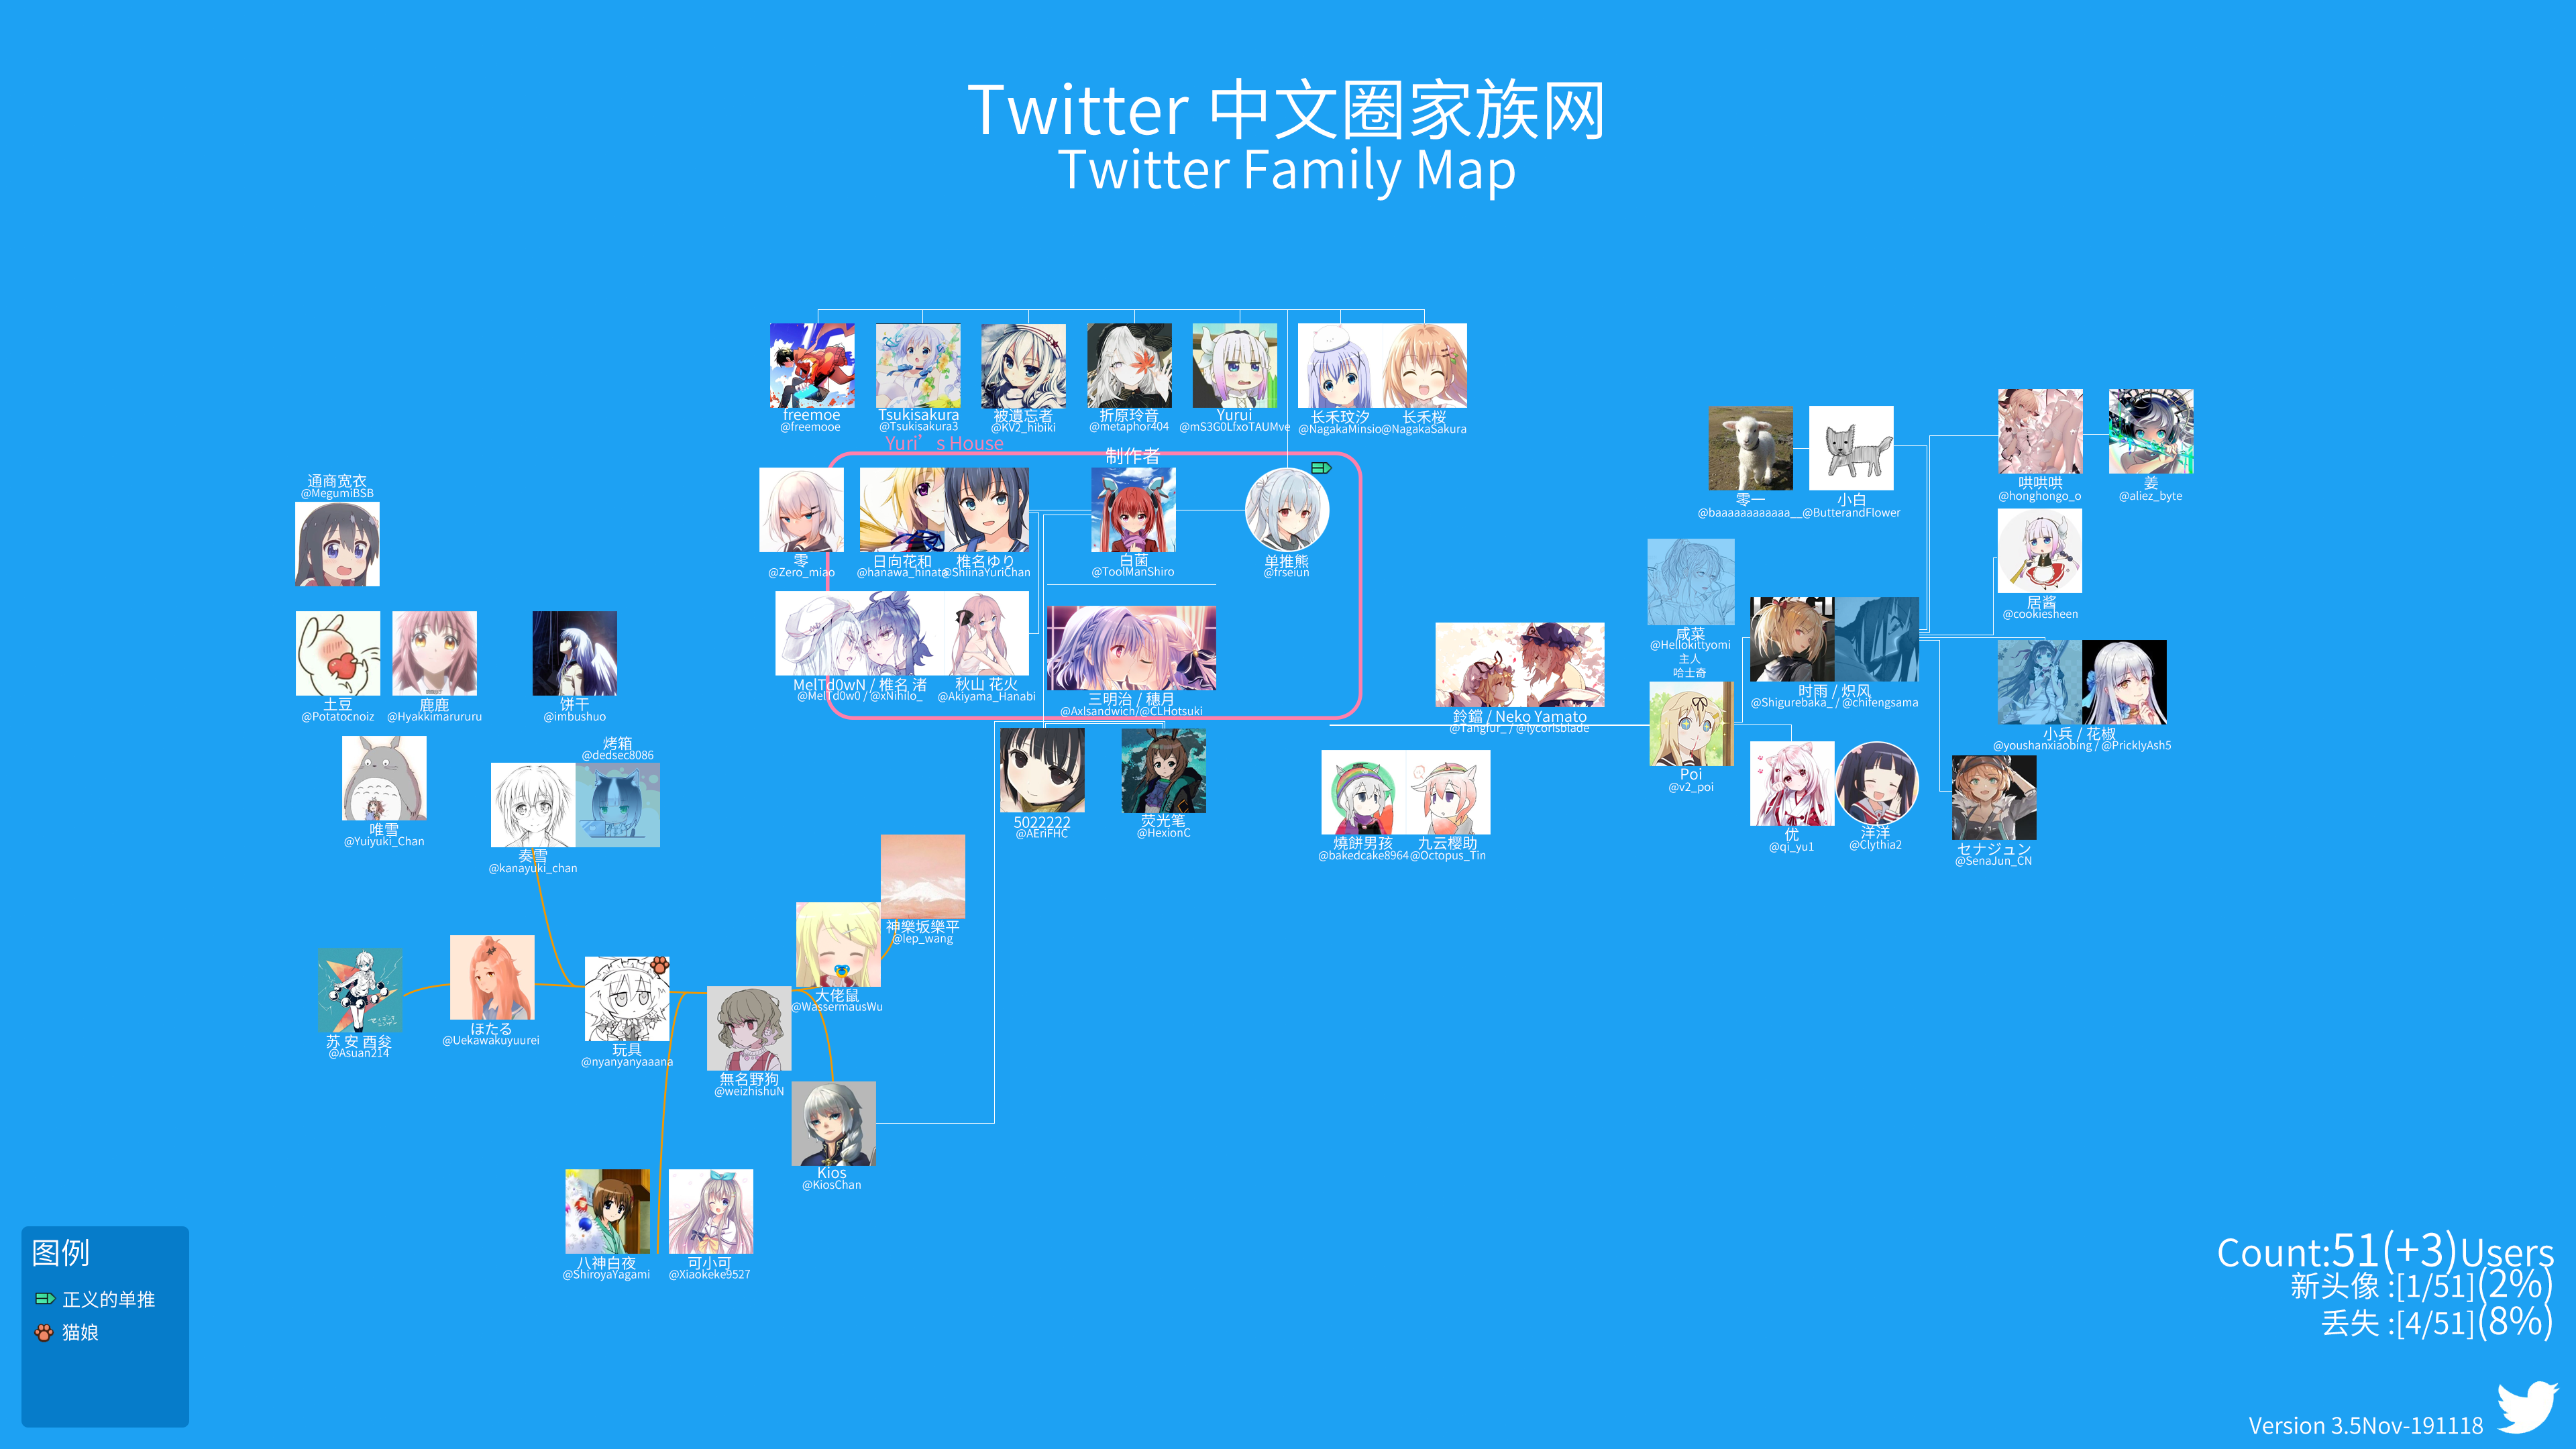 Twitter 中文圈家族网
Twitter Family Map
freemoe
@freemooe
Tsukisakura
@Tsukisakura3
被遺忘者
@KV2_hibiki
折原玲音
@metaphor404
Yurui
@mS3G0LfxoTAUMve
长禾玟汐
@NagakaMinsio
长禾桜
@NagakaSakura
Yuri’s House
制作者
零
@Zero_miao
日向花和
@hanawa_hinata
椎名ゆり
@ShiinaYuriChan
白菌
@ToolManShiro
单推熊
@frseiun
MelTd0wN / 椎名 渚
@MelTd0w0 / @xNihilo_
秋山 花火
@Akiyama_Hanabi
三明治 / 穗月
@Axlsandwich/@CLHotsuki
5022222
@AEriFHC
荧光笔
@HexionC
通商宽衣
@MegumiBSB
土豆
@Potatocnoiz
鹿鹿
@Hyakkimarururu
饼干
@imbushuo
唯雪
@Yuiyuki_Chan
烤箱
@dedsec8086
奏雪
@kanayuki_chan
神樂坂樂平
@lep_wang
大佬鼠
@WassermausWu
苏 安 酉夋
@Asuan214
ほたる
@Uekawakuyuurei
玩具
@nyanyanyaaana
無名野狗
@weizhishuN
Kios
@KiosChan
八神白夜
@ShiroyaYagami
可小可
@Xiaokeke9527
鈴鐺 / Neko Yamato
@Tangfur_ / @lycorisblade
燒餅男孩
@bakedcake8964
九云樱助
@Octopus_Tin
零一
@baaaaaaaaaaaa__
小白
@ButterandFlower
哄哄哄
@honghongo_o
姜
@aliez_byte
居酱
@cookiesheen
咸菜
@Hellokittyomi
主人
哈士奇
Poi
@v2_poi
时雨 / 炽风
@Shigurebaka_ / @chifengsama
小兵 / 花椒
@youshanxiaobing / @PricklyAsh5
优
@qi_yu1
洋洋
@Clythia2
セナジュン
@SenaJun_CN
图例
正义的单推
猫娘
Count:51(+3)Users
新头像 :[1/51](2%)
丢失 :[4/51](8%)
Version 3.5Nov-191118